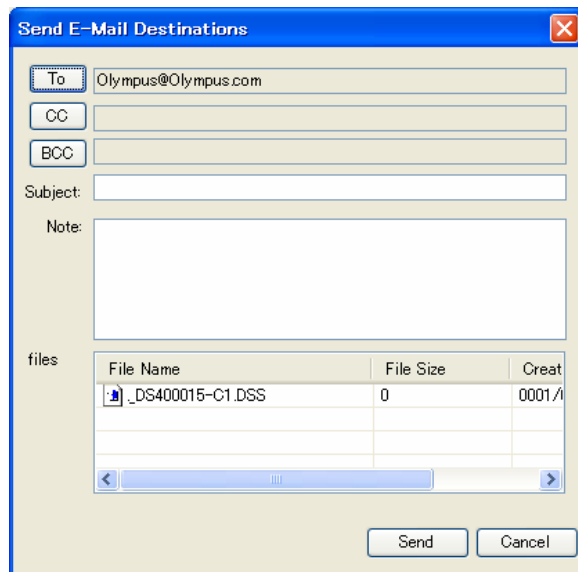 Send E-Mail Destinations
To Olympus@Olympus.com
CC
BCC
Subject:
Note:
files
File Name File Size Creat
._DS400015-C1.DSS 0 0001/
Send Cancel